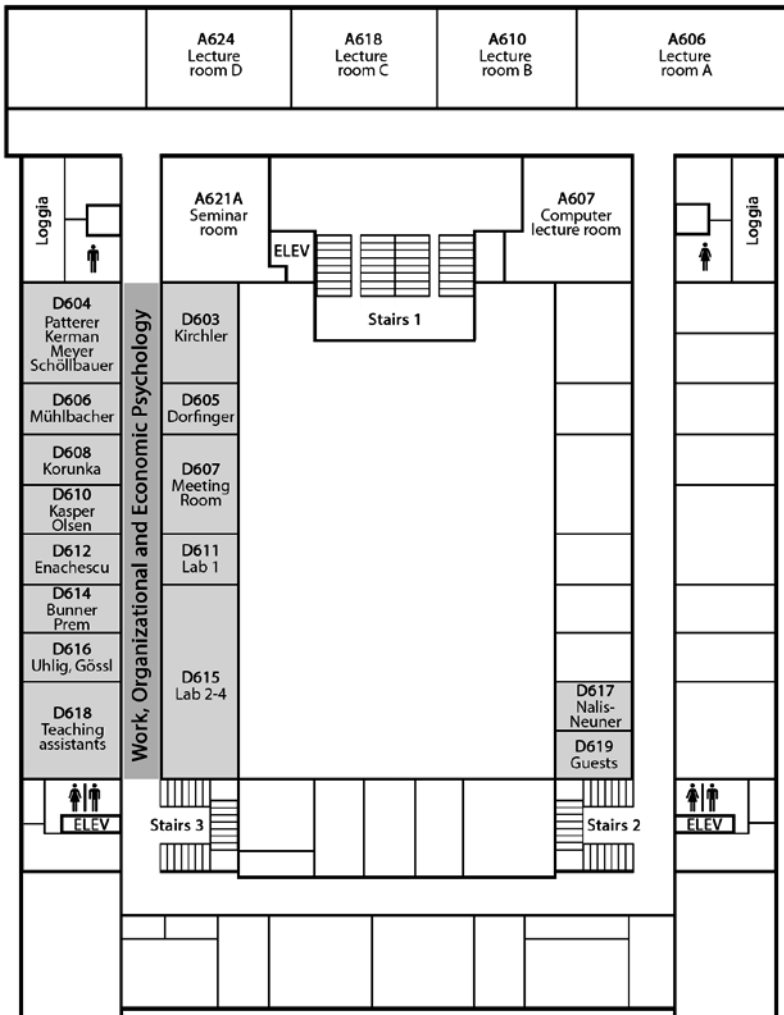 A624
Lecture
room D
A618
Lecture
room C
A610
Lecture
room B
A606
Lecture
room A
Loggia
A621A
Seminar
room
ELEV
A607
Computer
lecture room
Loggia
Stairs 1
Work, Organizational and Economic Psychology
D604
Patterer
Kerman
Meyer
Schöllbauer
D603
Kirchler
D606
Mühlbacher
D605
Dorfinger
D608
Korunka
D607
Meeting
Room
D610
Kasper
Olsen
D612
Enachescu
D611
Lab 1
D614
Bunner
Prem
D616
Uhlig, Gössl
D615
Lab 2-4
D618
Teaching
assistants
D617
Nalis-
Neuner
D619
Guests
ELEV
Stairs 3
Stairs 2
ELEV